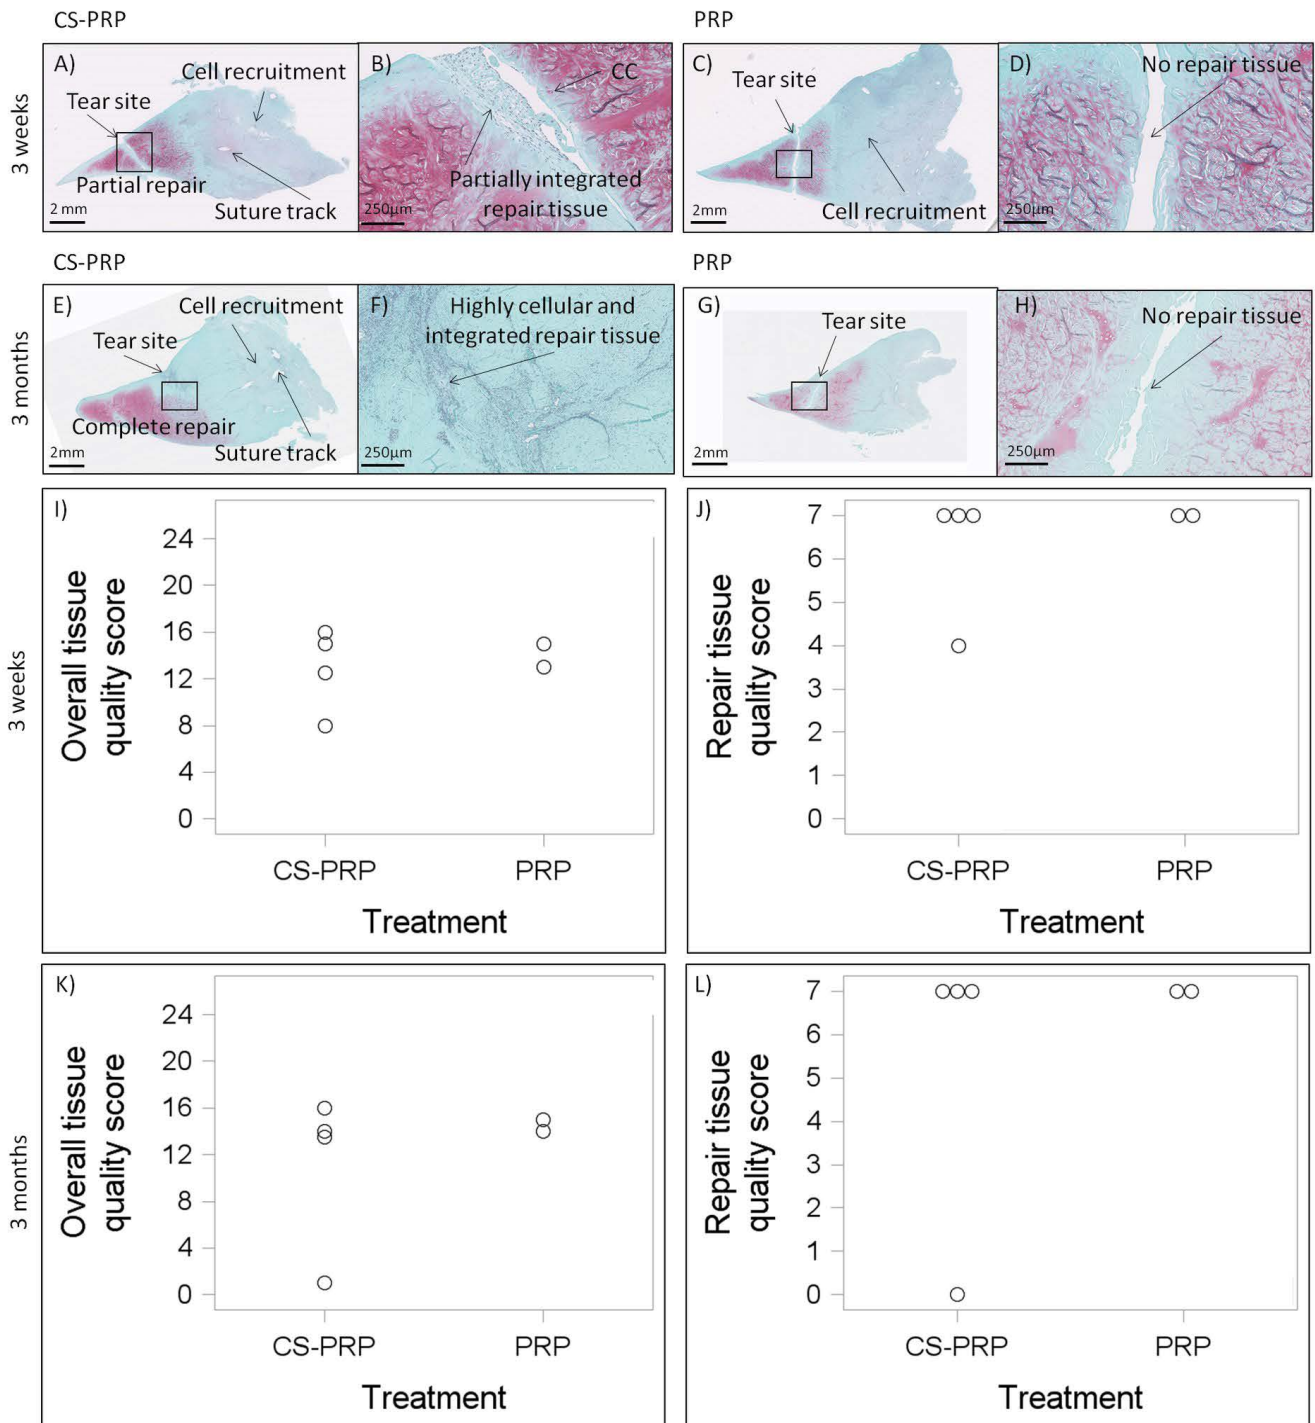 CS-PRP
PRP
3 weeks
A)
Cell recruitment
Tear site
Partial repair
2 mm
Suture track
B)
CC
Partially integrated
repair tissue
250µm
C)
Tear site
Cell recruitment
2 mm
D)
No repair tissue
250µm
CS-PRP
PRP
3 months
E)
Cell recruitment
Tear site
Complete repair
2mm
Suture track
F)
Highly cellular and
integrated repair tissue
250µm
G)
Tear site
2mm
H)
No repair tissue
250µm
3 weeks
I)
Overall tissue
quality score
24
20
16
12
8
4
0
CS-PRP
PRP
Treatment
J)
Repair tissue
quality score
7
6
5
4
3
2
1
0
CS-PRP
PRP
Treatment
3 months
K)
Overall tissue
quality score
24
20
16
12
8
4
0
CS-PRP
PRP
Treatment
L)
Repair tissue
quality score
7
6
5
4
3
2
1
0
CS-PRP
PRP
Treatment